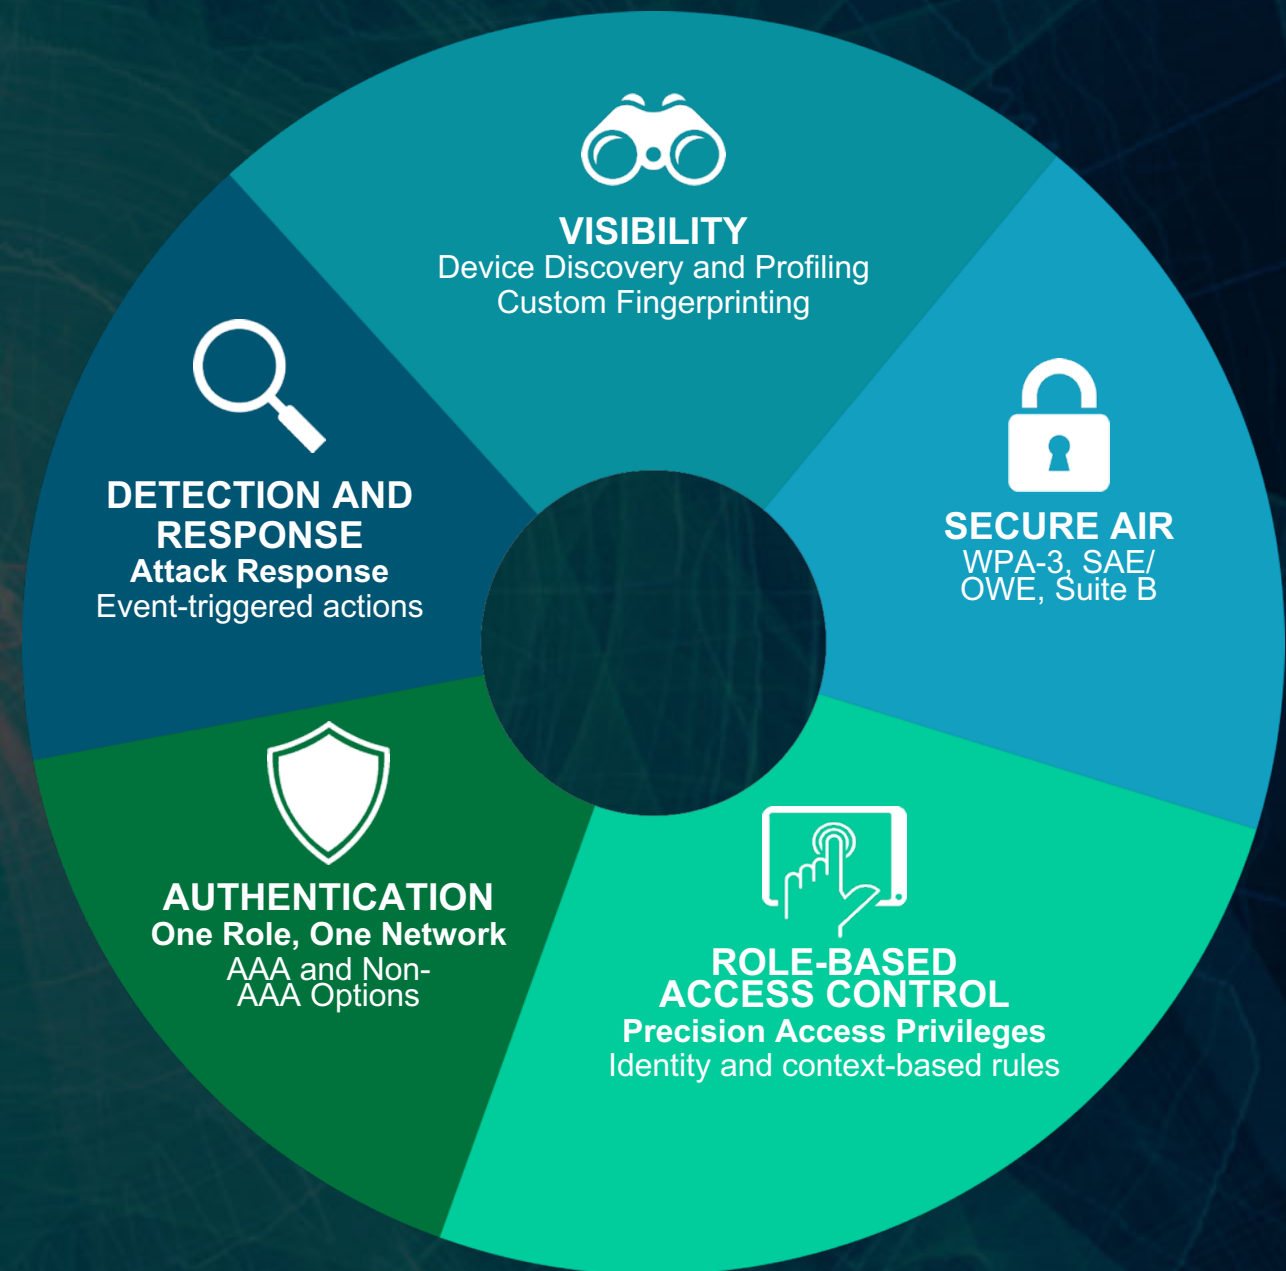 VISIBILITY
Device Discovery and Profiling
Custom Fingerprinting
SECURE AIR
WPA-3, SAE/
OWE, Suite B
ROLE-BASED
ACCESS CONTROL
Precision Access Privileges
Identity and context-based rules
AUTHENTICATION
One Role, One Network
AAA and Non-
AAA Options
DETECTION AND
RESPONSE
Attack Response
Event-triggered actions